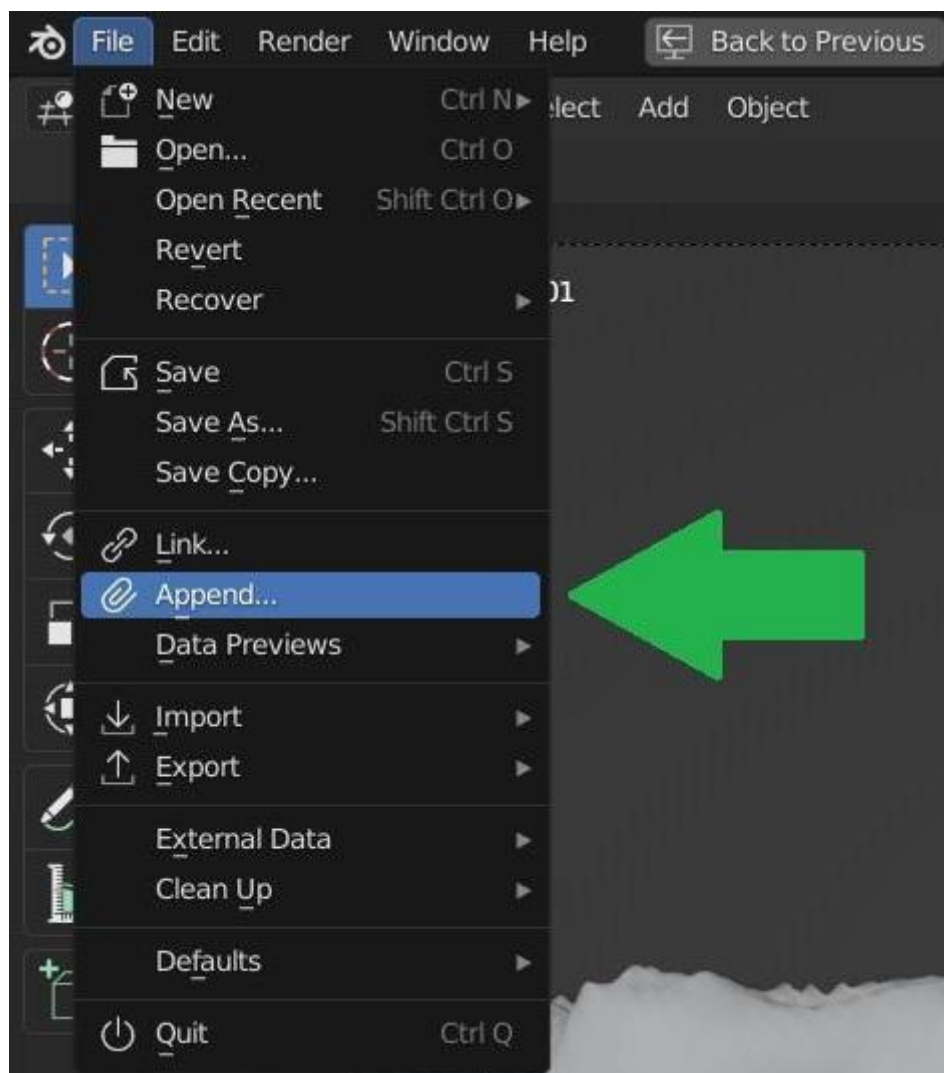 File Edit Render Window Help Back to Previous
New Ctrl N
Add Object
Open... Ctrl O
Open Recent Shift Ctrl O
Revert
Recover
Save Ctrl S
Save As... Shift Ctrl S
Save Copy...
Link...
Append...
Data Previews
Import
Export
External Data
Clean Up
Defaults
Quit Ctrl Q